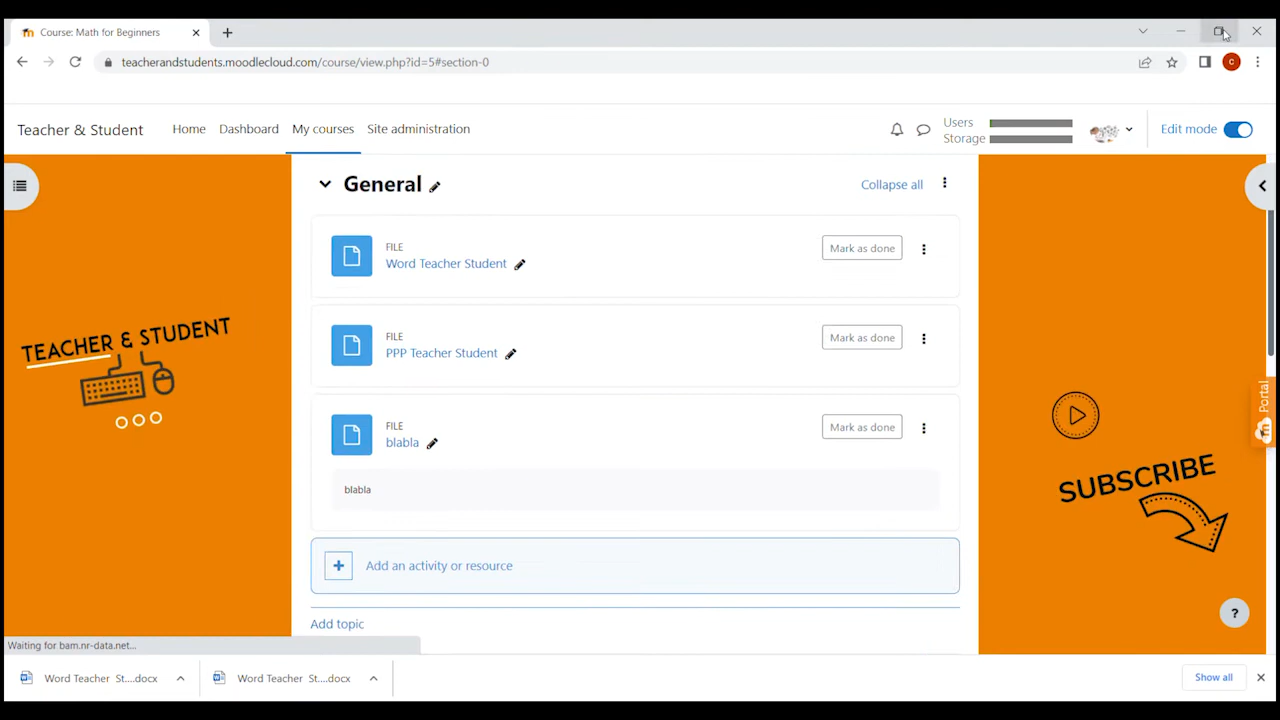 Course: Math for Beginners
teacherandstudents.moodlecloud.com/course/view.php?id=5#section-0
C
Teacher & Student
Home
Dashboard
My courses
Site administration
Users
Storage
Edit mode
General
Collapse all
FILE
Word Teacher Student
Mark as done
FILE
PPP Teacher Student
Mark as done
FILE
blabla
Mark as done
blabla
Add an activity or resource
Add topic
TEACHER & STUDENT
Portal
SUBSCRIBE
?
Waiting for bam.nr-data.net...
Word Teacher St....docx
Word Teacher St....docx
Show all